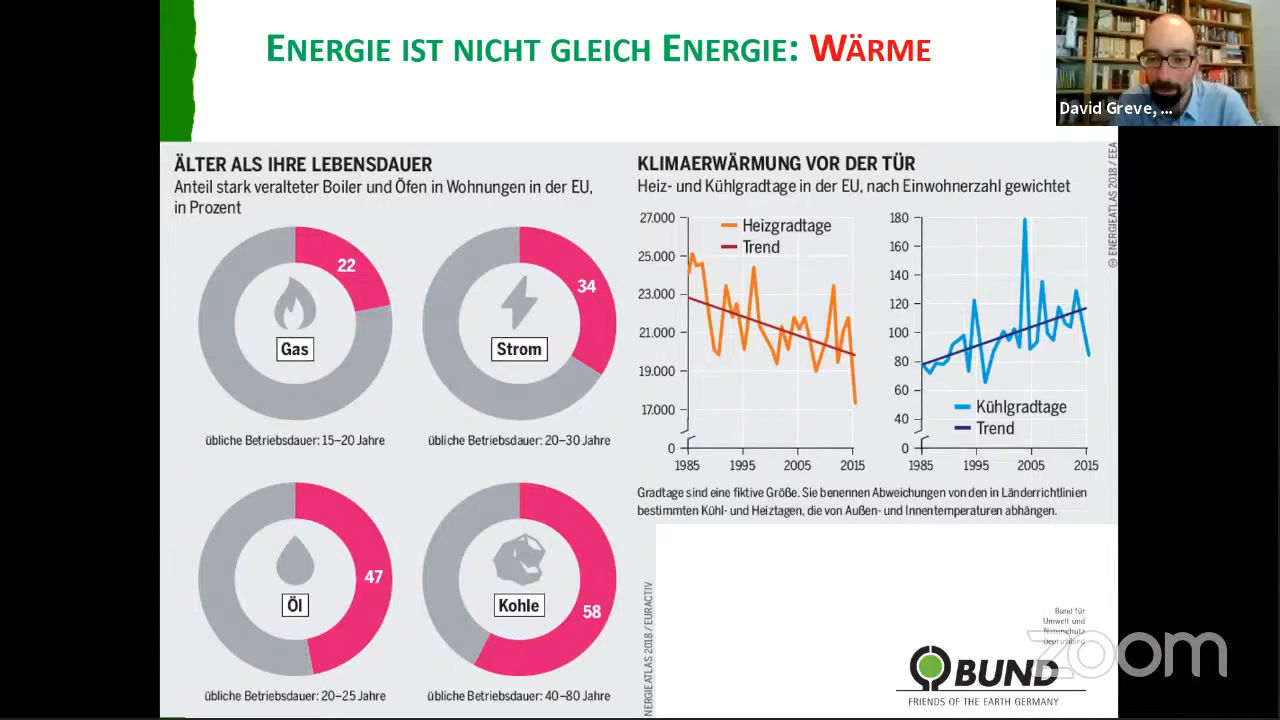 ENERGIE IST NICHT GLEICH ENERGIE: WÄRME
David Greve, ...
ÄLTER ALS IHRE LEBENSDAUER
Anteil stark veralteter Boiler und Öfen in Wohnungen in der EU,
in Prozent
22
Gas
übliche Betriebsdauer: 15–20 Jahre
34
Strom
übliche Betriebsdauer: 20–30 Jahre
47
Öl
übliche Betriebsdauer: 20–25 Jahre
58
Kohle
übliche Betriebsdauer: 40–80 Jahre
NERGIEATLAS 2018 / EURACTIV
KLIMAERWÄRMUNG VOR DER TÜR
Heiz- und Kühlgradtage in der EU, nach Einwohnerzahl gewichtet
27.000
25.000
23.000
21.000
19.000
17.000
0
Heizgradtage
Trend
1985 1995 2005 2015
180
160
140
120
100
80
60
40
0
Kühlgradtage
Trend
1985 1995 2005 2015
© ENERGIEATLAS 2018 / EEA
Gradtage sind eine fiktive Größe. Sie benennen Abweichungen von den in Länderrichtlinien
bestimmten Kühl- und Heiztagen, die von Außen- und Innentemperaturen abhängen.
Bund für
Umwelt und
Naturschutz
Deutschland
zoom
BUND
FRIENDS OF THE EARTH GERMANY